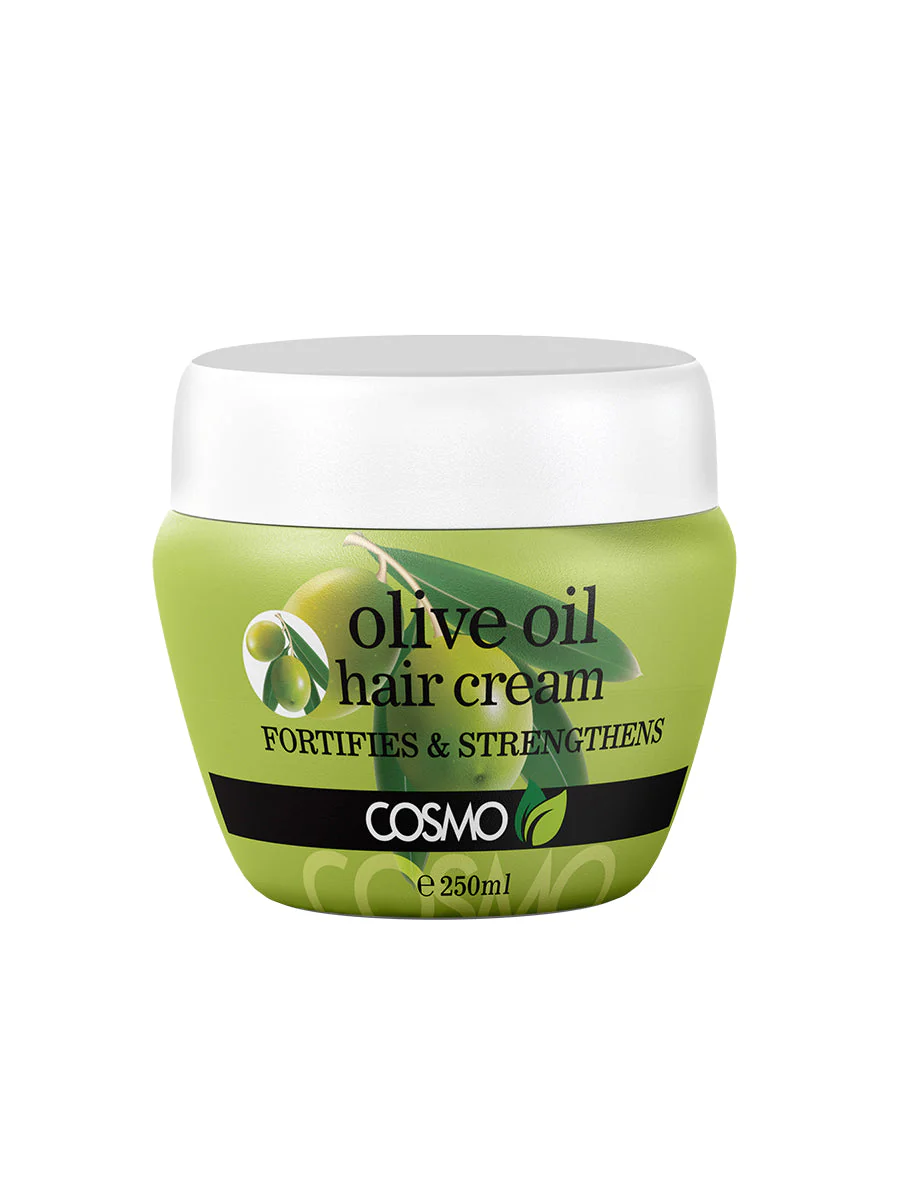 olive oil
hair cream
FORTIFIES & STRENGTHENS
COSMO
COSMO
℮ 250ml